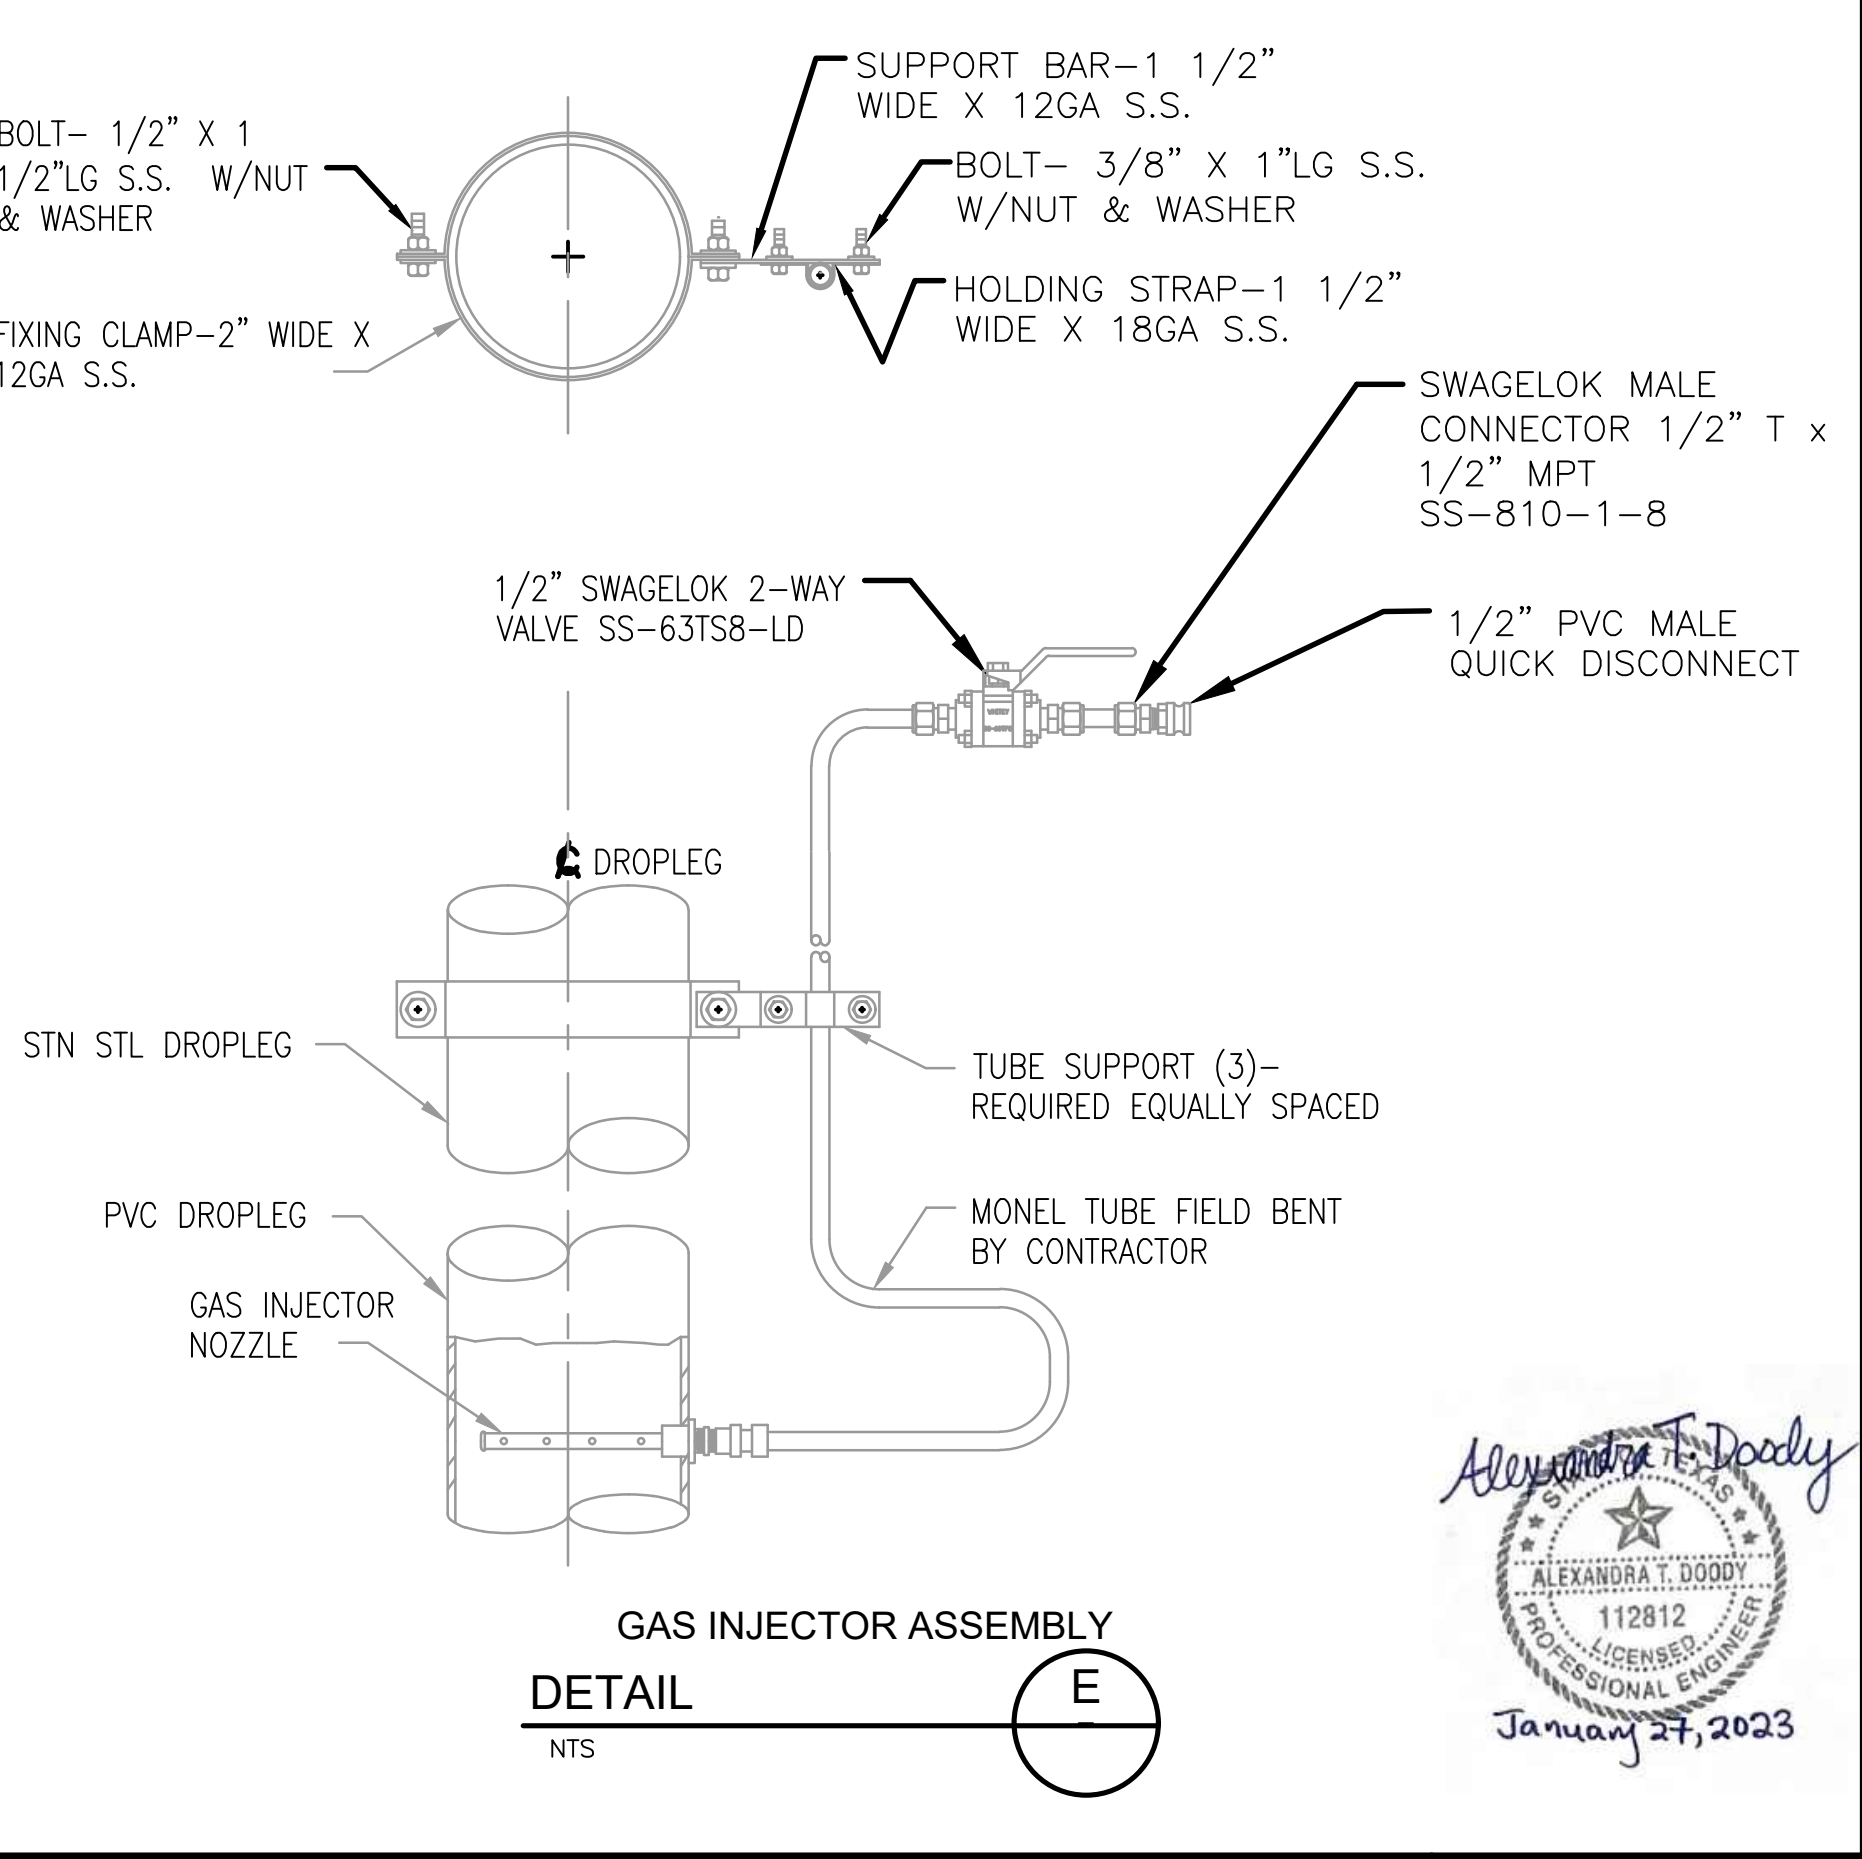 SUPPORT BAR-1 1/2”
WIDE X 12GA S.S.
BOLT- 1/2” X 1
1/2”LG S.S. W/NUT
& WASHER
BOLT- 3/8” X 1”LG S.S.
W/NUT & WASHER
HOLDING STRAP-1 1/2”
WIDE X 18GA S.S.
FIXING CLAMP-2” WIDE X
12GA S.S.
SWAGELOK MALE
CONNECTOR 1/2” T x
1/2” MPT
SS-810-1-8
1/2” SWAGELOK 2-WAY
VALVE SS-63TS8-LD
1/2” PVC MALE
QUICK DISCONNECT
℄ DROPLEG
STN STL DROPLEG
TUBE SUPPORT (3)-
REQUIRED EQUALLY SPACED
PVC DROPLEG
MONEL TUBE FIELD BENT
BY CONTRACTOR
GAS INJECTOR
NOZZLE
GAS INJECTOR ASSEMBLY
DETAIL
E
-
NTS
Alexandra T. Doody
STATE OF TEXAS
ALEXANDRA T. DOODY
112812
LICENSED
PROFESSIONAL ENGINEER
January 27, 2023